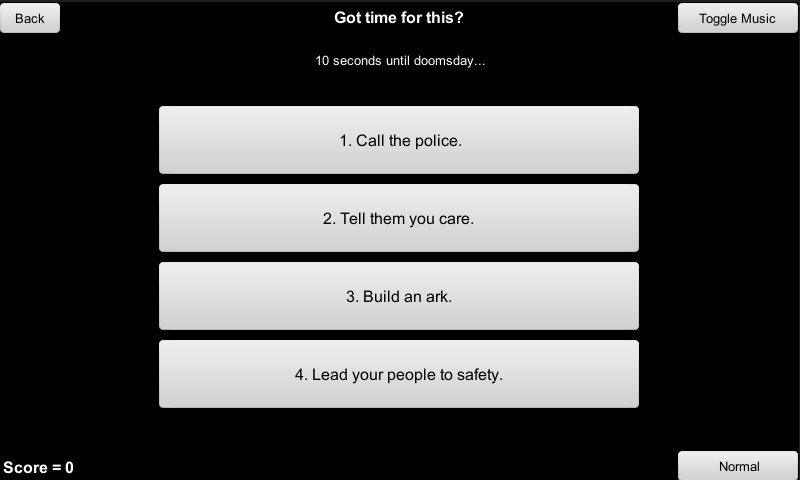 Back
Got time for this?
Toggle Music
10 seconds until doomsday...
1. Call the police.
2. Tell them you care.
3. Build an ark.
4. Lead your people to safety.
Score = 0
Normal